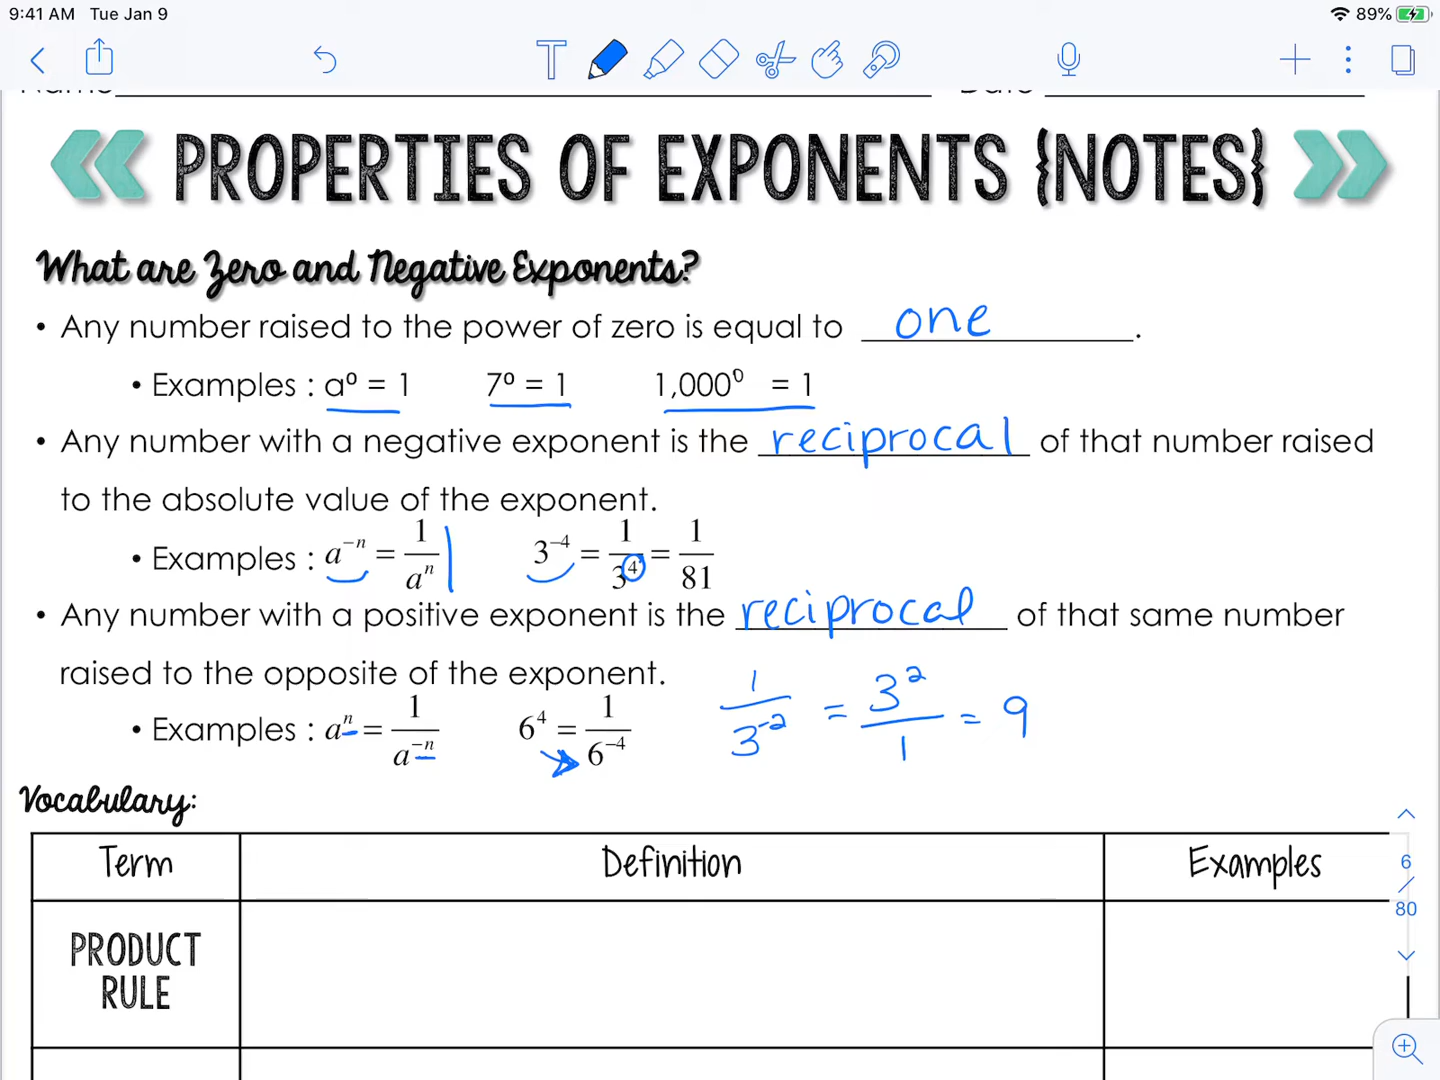 9:41 AM Tue Jan 9 89%
T
Name Date
PROPERTIES OF EXPONENTS {NOTES}
What are Zero and Negative Exponents?
• Any number raised to the power of zero is equal to one.
• Examples : a⁰ = 1 7⁰ = 1 1,000⁰ = 1
• Any number with a negative exponent is the reciprocal of that number raised
to the absolute value of the exponent.
• Examples : a⁻ⁿ = 1/aⁿ 3⁻⁴ = 1/3⁴ = 1/81
• Any number with a positive exponent is the reciprocal of that same number
raised to the opposite of the exponent.
• Examples : aⁿ = 1/a⁻ⁿ 6⁴ = 1/6⁻⁴ 1/3⁻² = 3²/1 = 9
Vocabulary:
Term Definition Examples
6 / 80
PRODUCT
RULE